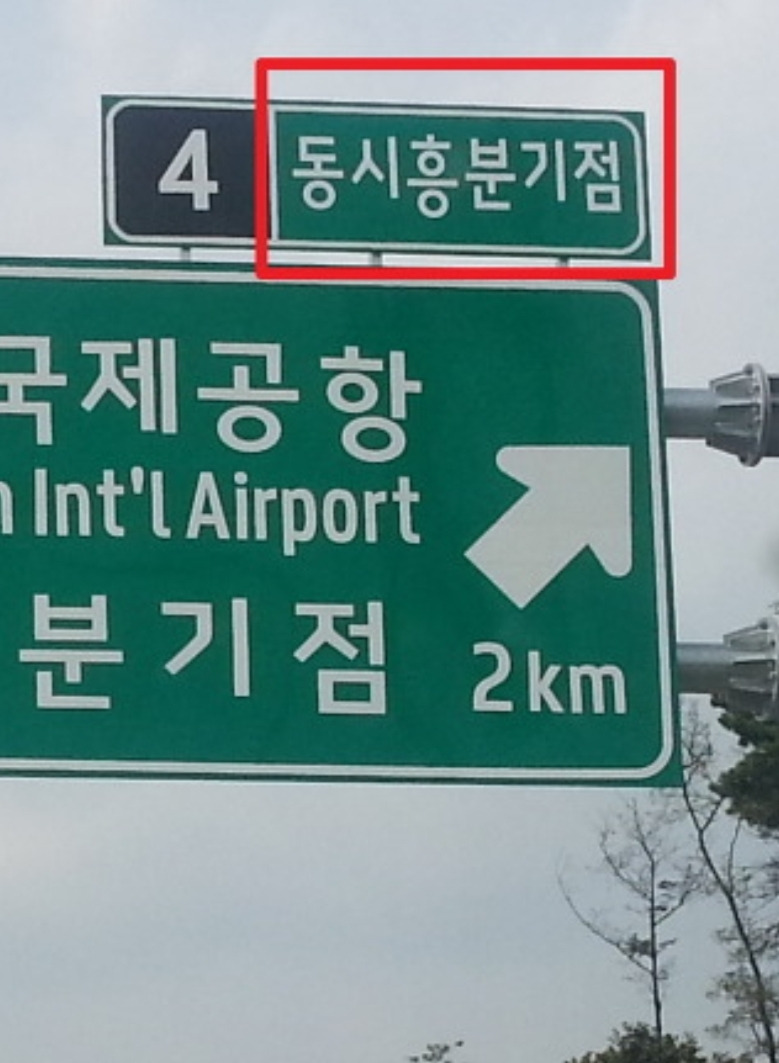 4 동시흥분기점
국제공항
Int'l Airport
분기점 2km